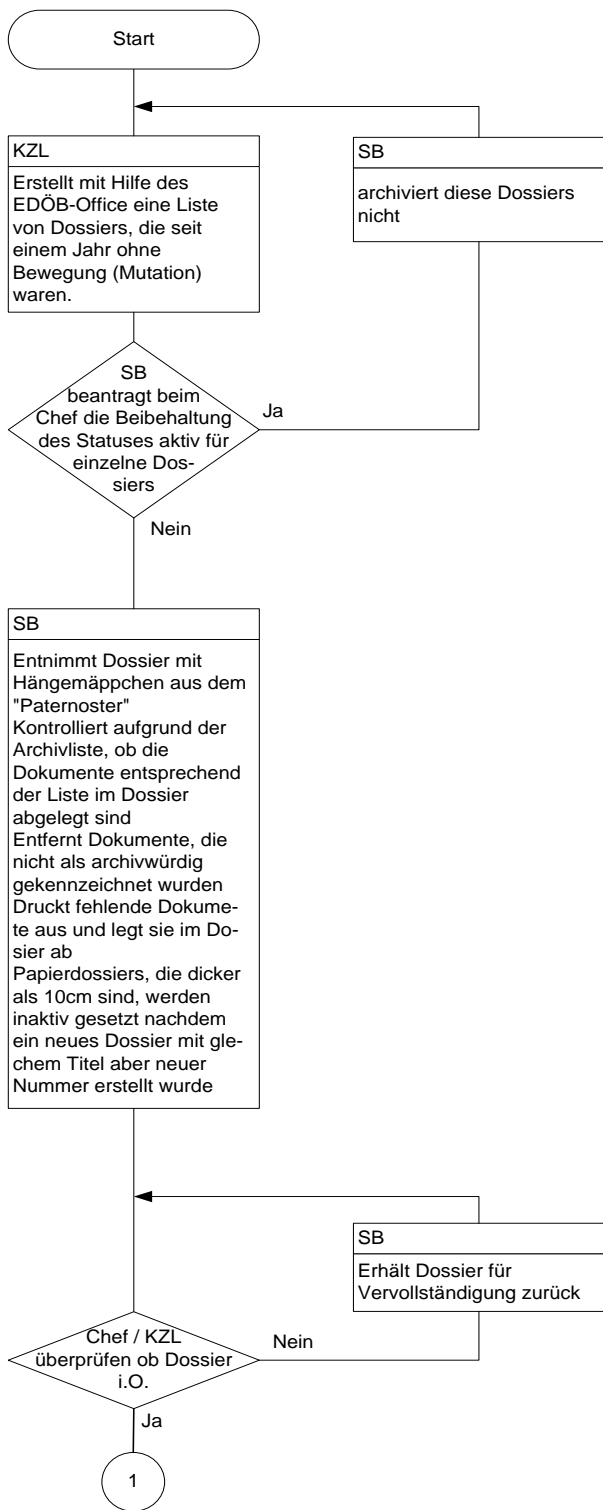 Start
KZL
Erstellt mit Hilfe des
EDÖB-Office eine Liste
von Dossiers, die seit
einem Jahr ohne
Bewegung (Mutation)
waren.
SB
archiviert diese Dossiers
nicht
SB
beantragt beim
Chef die Beibehaltung
des Statuses aktiv für
einzelne Dos-
siers
Ja
Nein
SB
Entnimmt Dossier mit
Hängemäppchen aus dem
"Paternoster"
Kontrolliert aufgrund der
Archivliste, ob die
Dokumente entsprechend
der Liste im Dossier
abgelegt sind
Entfernt Dokumente, die
nicht als archivwürdig
gekennzeichnet wurden
Druckt fehlende Dokume-
te aus und legt sie im Do-
sier ab
Papierdossiers, die dicker
als 10cm sind, werden
inaktiv gesetzt nachdem
ein neues Dossier mit gle-
chem Titel aber neuer
Nummer erstellt wurde
SB
Erhält Dossier für
Vervollständigung zurück
Chef / KZL
überprüfen ob Dossier
i.O.
Nein
Ja
1